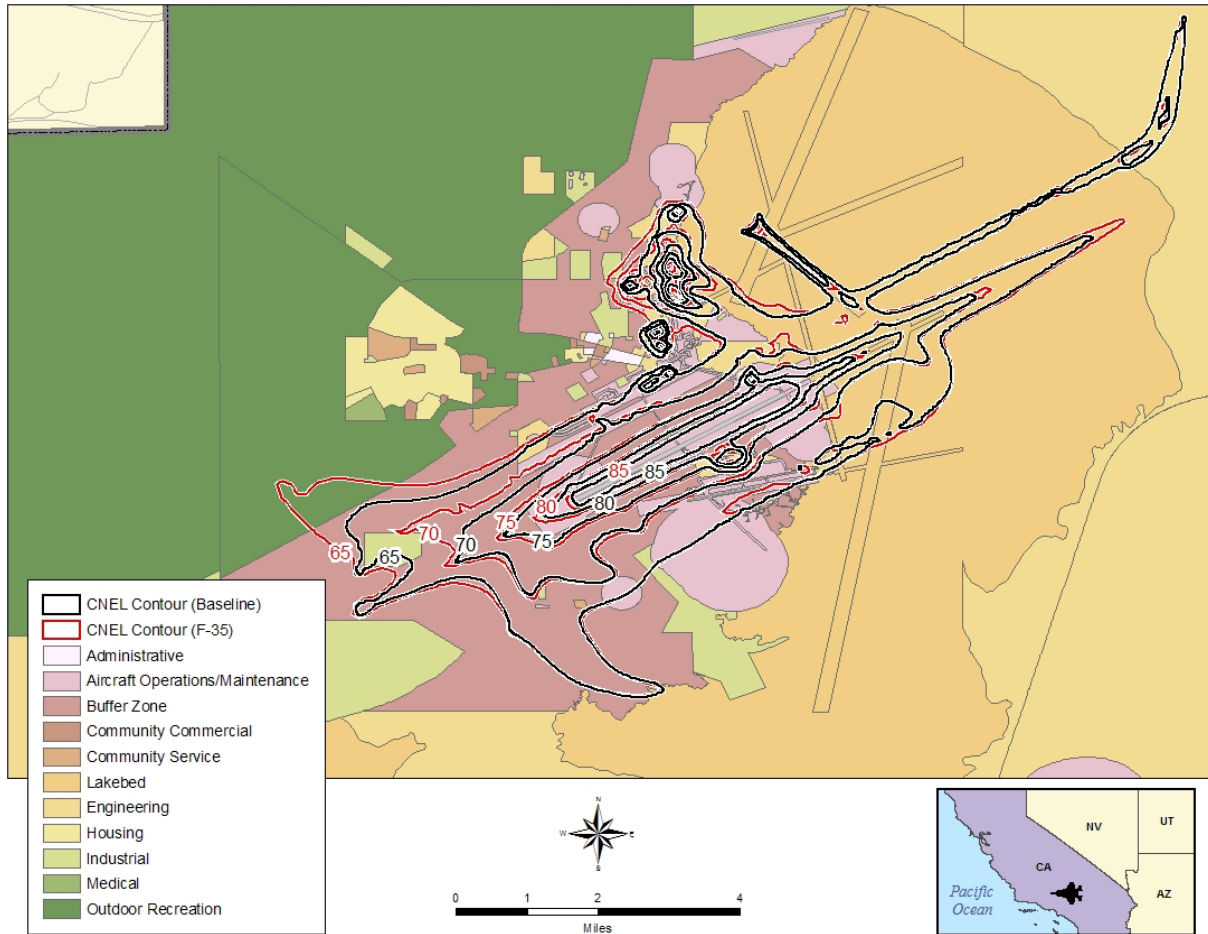 85
85
80
80
75
75
70
70
65
65
CNEL Contour (Baseline)
CNEL Contour (F-35)
Administrative
Aircraft Operations/Maintenance
Buffer Zone
Community Commercial
Community Service
Lakebed
Engineering
Housing
Industrial
Medical
Outdoor Recreation
N
W
E
S
0 2 4
Miles
NV
UT
CA
AZ
Pacific
Ocean